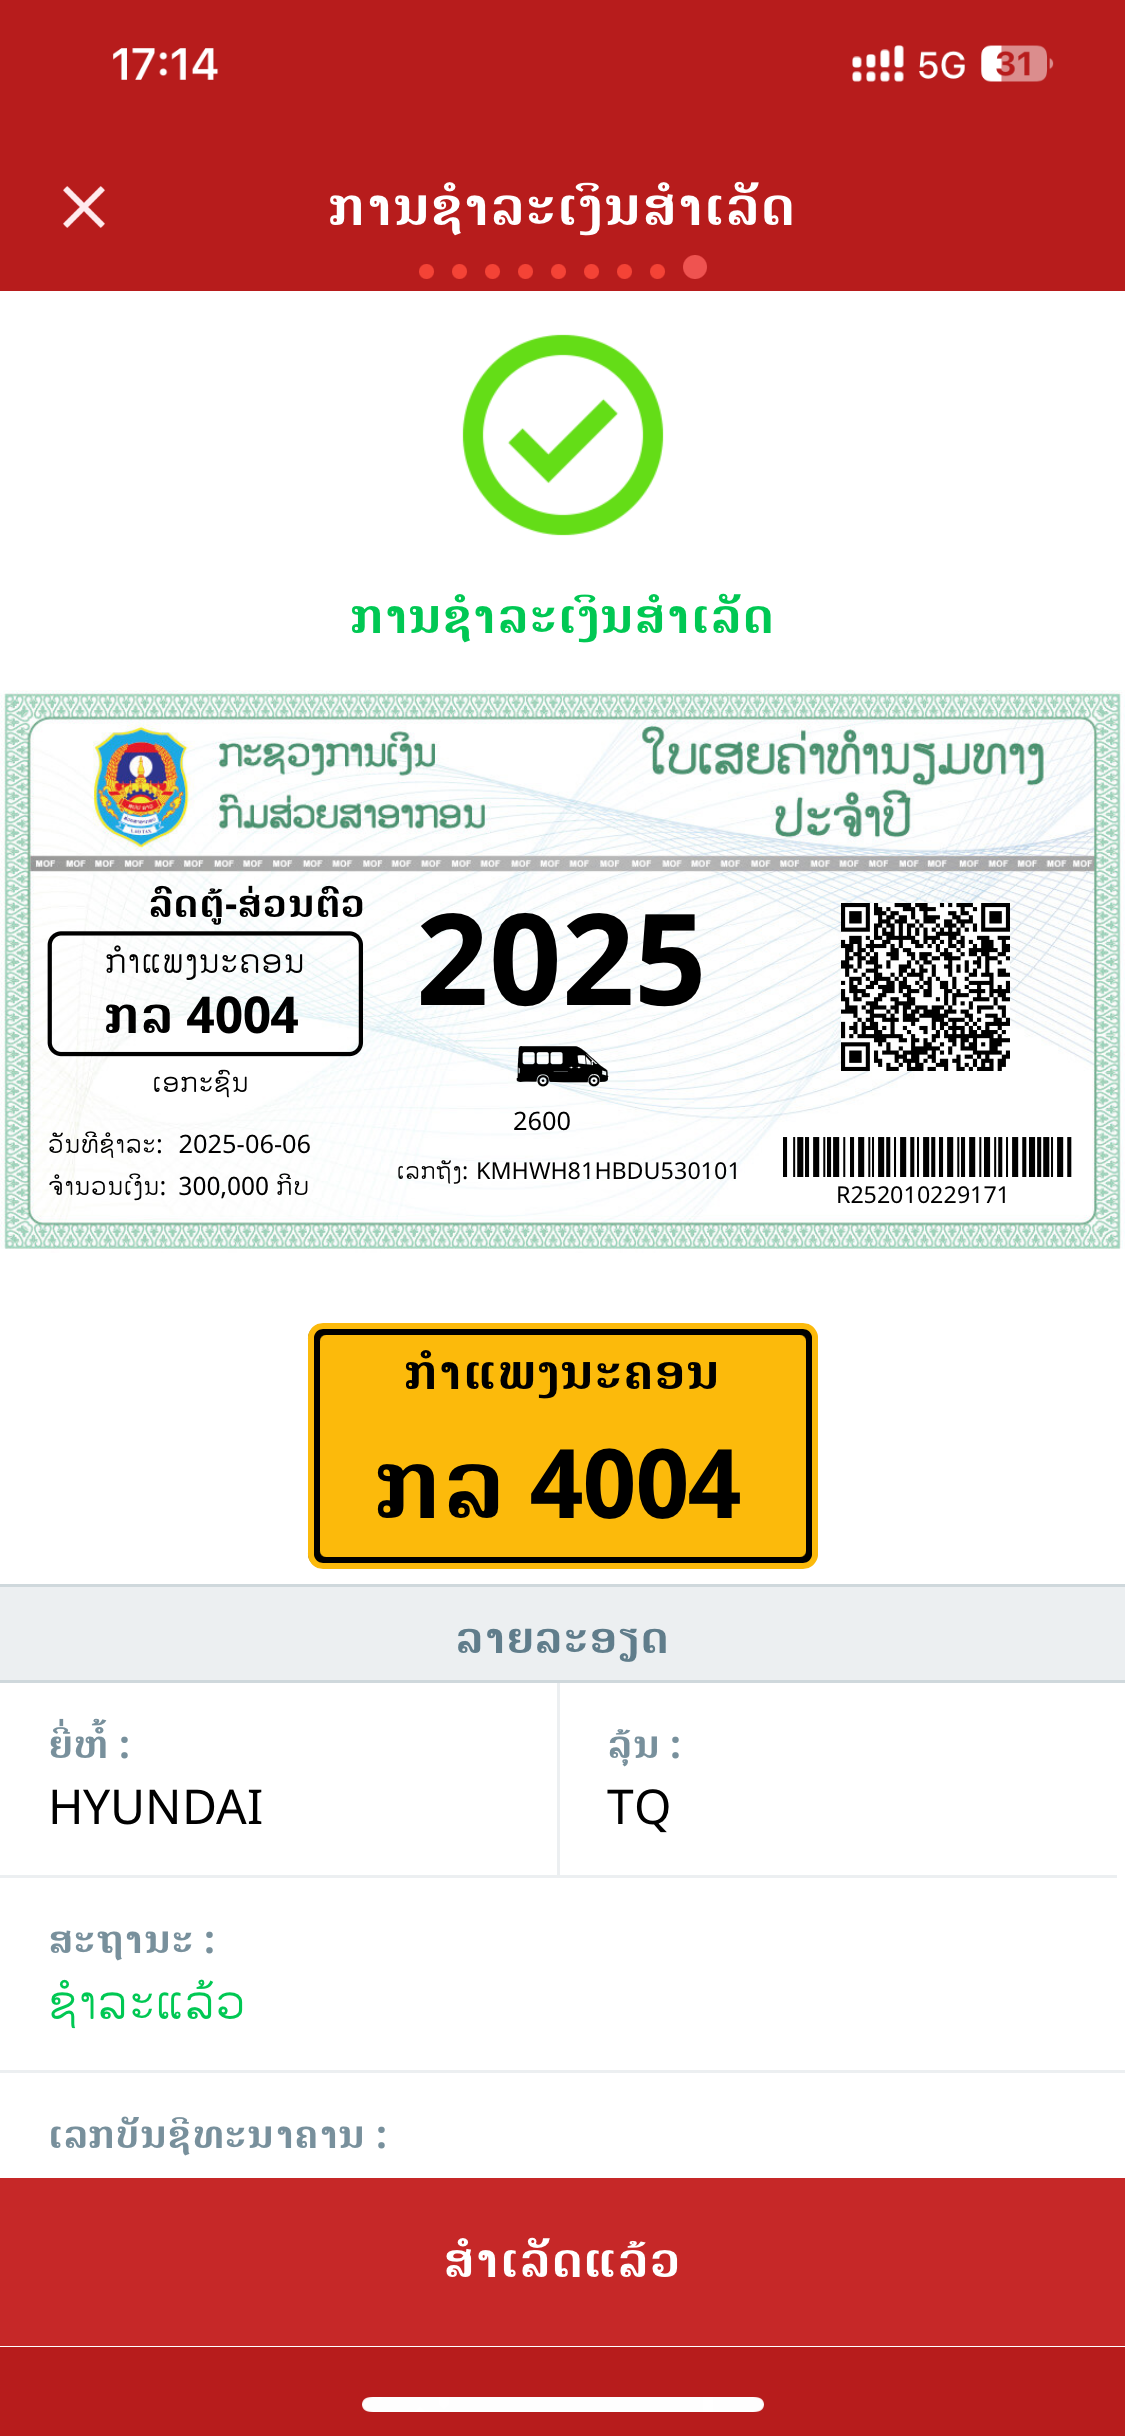 17:14
5G 31
ການຊຳລະເງິນສຳເລັດ
ການຊຳລະເງິນສຳເລັດ
ກະຊວງການເງິນ
ກົມສ່ວຍສາອາກອນ
ໃບເສຍຄ່າທຳນຽມທາງ
ປະຈຳປີ
MOF MOF MOF MOF MOF MOF MOF MOF MOF MOF MOF MOF MOF MOF MOF MOF MOF MOF MOF MOF MOF MOF MOF MOF MOF MOF MOF MOF MOF MOF MOF MOF MOF MOF MOF MOF
ລົດຕູ້-ສ່ວນຕົວ
ກຳແພງນະຄອນ
ກລ 4004
ເອກະຊົນ
2025
2600
ວັນທີຊຳລະ: 2025-06-06
ຈຳນວນເງິນ: 300,000 ກີບ
ເລກຖັງ: KMHWH81HBDU530101
R252010229171
ກຳແພງນະຄອນ
ກລ 4004
ລາຍລະອຽດ
ຍີ່ຫໍ້ :
HYUNDAI
ລຸ້ນ :
TQ
ສະຖານະ :
ຊຳລະແລ້ວ
ເລກບັນຊີທະນາຄານ :
ສຳເລັດແລ້ວ